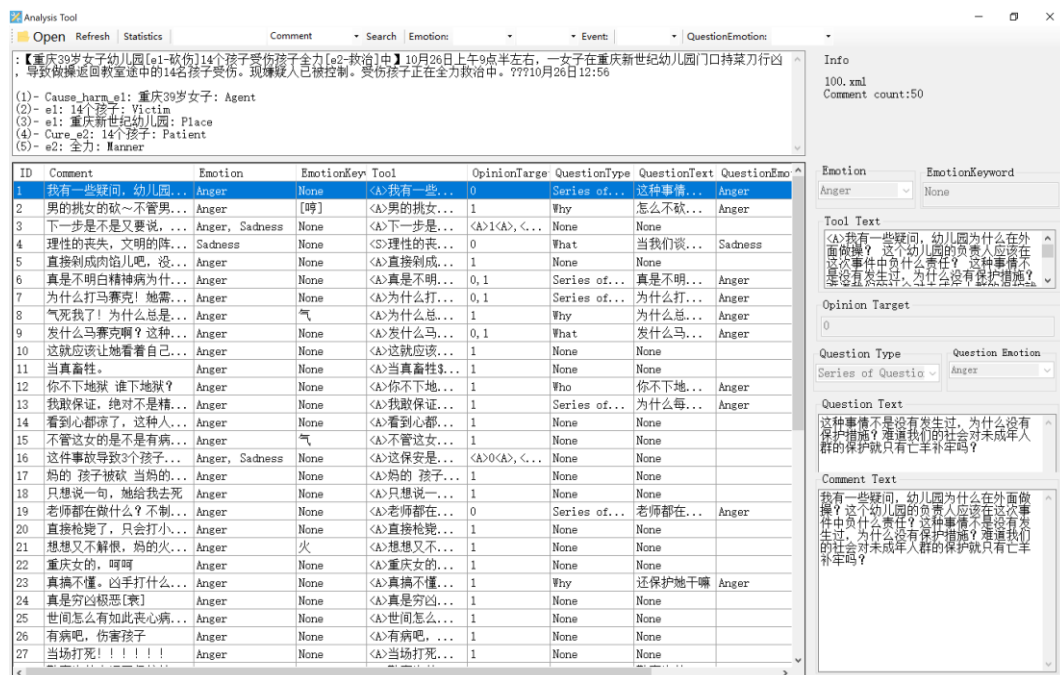 Analysis Tool
Open Refresh Statistics Comment Search Emotion: Event: QuestionEmotion:
:【重庆39岁女子幼儿园[e1-砍伤]14个孩子受伤孩子全力[e2-救治]中】10月26日上午9点半左右，一女子在重庆新世纪幼儿园门口持菜刀行凶
，导致做操返回教室途中的14名孩子受伤。现嫌疑人已被控制。受伤孩子正在全力救治中。???10月26日12:56
(1)- Cause_harm_e1: 重庆39岁女子: Agent
(2)- e1: 14个孩子: Victim
(3)- e1: 重庆新世纪幼儿园: Place
(4)- Cure_e2: 14个孩子: Patient
(5)- e2: 全力: Manner
Info
100.xml
Comment count:50
ID Comment Emotion EmotionKey Tool OpinionTarge QuestionType QuestionText QuestionEmo
1 我有一些疑问，幼儿园... Anger None <A>我有一些... 0 Series of... 这种事情... Anger
2 男的挑女的砍～不管男... Anger [哼] <A>男的挑女... 1 Why 怎么不砍... Anger
3 下一步是不是又要说，... Anger, Sadness None <A>下一步是... <A>1<A>,<... None None
4 理性的丧失，文明的阵... Sadness None <S>理性的丧... 0 What 当我们谈... Sadness
5 直接剁成肉馅儿吧，没... Anger None <A>直接剁成... 1 None None
6 真是不明白精神病为什... Anger None <A>真是不明... 0,1 Series of... 真是不明... Anger
7 为什么打马赛克！她需... Anger None <A>为什么打... 0,1 Series of... 为什么打... Anger
8 气死我了！为什么总是... Anger 气 <A>为什么总... 1 Why 为什么总... Anger
9 发什么马赛克啊？这种... Anger None <A>发什么马... 0,1 What 发什么马... Anger
10 这就应该让她看着自己... Anger None <A>这就应该... 1 None None
11 当真畜牲。 Anger None <A>当真畜牲$... 1 None None
12 你不下地狱 谁下地狱？ Anger None <A>你不下地... 1 Who 你不下地... Anger
13 我敢保证，绝对不是精... Anger None <A>我敢保证... 1 Series of... 为什么每... Anger
14 看到心都凉了，这种人... Anger None <A>看到心都... 1 None None
15 不管这女的是不是有病... Anger 气 <A>不管这女... 1 None None
16 这件事故导致3个孩子... Anger, Sadness None <A>这保安是... <A>0<A>,<... None None
17 妈的 孩子被砍 当妈的... Anger None <A>妈的 孩子... 1 None None
18 只想说一句，她给我去死 Anger None <A>只想说一... 1 None None
19 老师都在做什么？不制... Anger None <A>老师都在... 0 Series of... 老师都在... Anger
20 直接枪毙了，只会打小... Anger None <A>直接枪毙... 1 None None
21 想想又不解恨，妈的火... Anger 火 <A>想想又不... 1 None None
22 重庆女的，呵呵 Anger None <A>重庆女的... 1 None None
23 真搞不懂。凶手打什么... Anger None <A>真搞不懂... 1 Why 还保护她干嘛 Anger
24 真是穷凶极恶[衰] Anger None <A>真是穷凶... 1 None None
25 世间怎么有如此丧心病... Anger None <A>世间怎么... 1 None None
26 有病吧，伤害孩子 Anger None <A>有病吧，... 1 None None
27 当场打死！！！！！！ Anger None <A>当场打死... 1 None None
Emotion EmotionKeyword
Anger None
Tool Text
<A>我有一些疑问，幼儿园为什么在外
面做操？ 这个幼儿园的负责人应该在
这次事件中负什么责任？ 这种事情不
是没有发生过，为什么没有保护措施？
Opinion Target
0
Question Type Question Emotion
Series of Questio Anger
Question Text
这种事情不是没有发生过，为什么没有
保护措施？难道我们的社会对未成年人
群的保护就只有亡羊补牢吗？
Comment Text
我有一些疑问，幼儿园为什么在外面做
操？这个幼儿园的负责人应该在这次事
件中负什么责任？这种事情不是没有发
生过，为什么没有保护措施？难道我们
的社会对未成年人群的保护就只有亡羊
补牢吗？